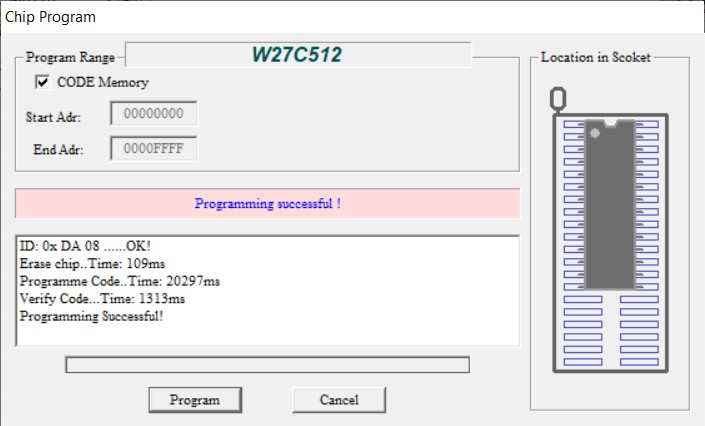 Chip Program
Program Range
W27C512
CODE Memory
Start Adr:
00000000
End Adr:
0000FFFF
Programming successful !
ID: 0x DA 08 ......OK!
Erase chip..Time: 109ms
Programme Code..Time: 20297ms
Verify Code...Time: 1313ms
Programming Successful!
Program
Cancel
Location in Scoket